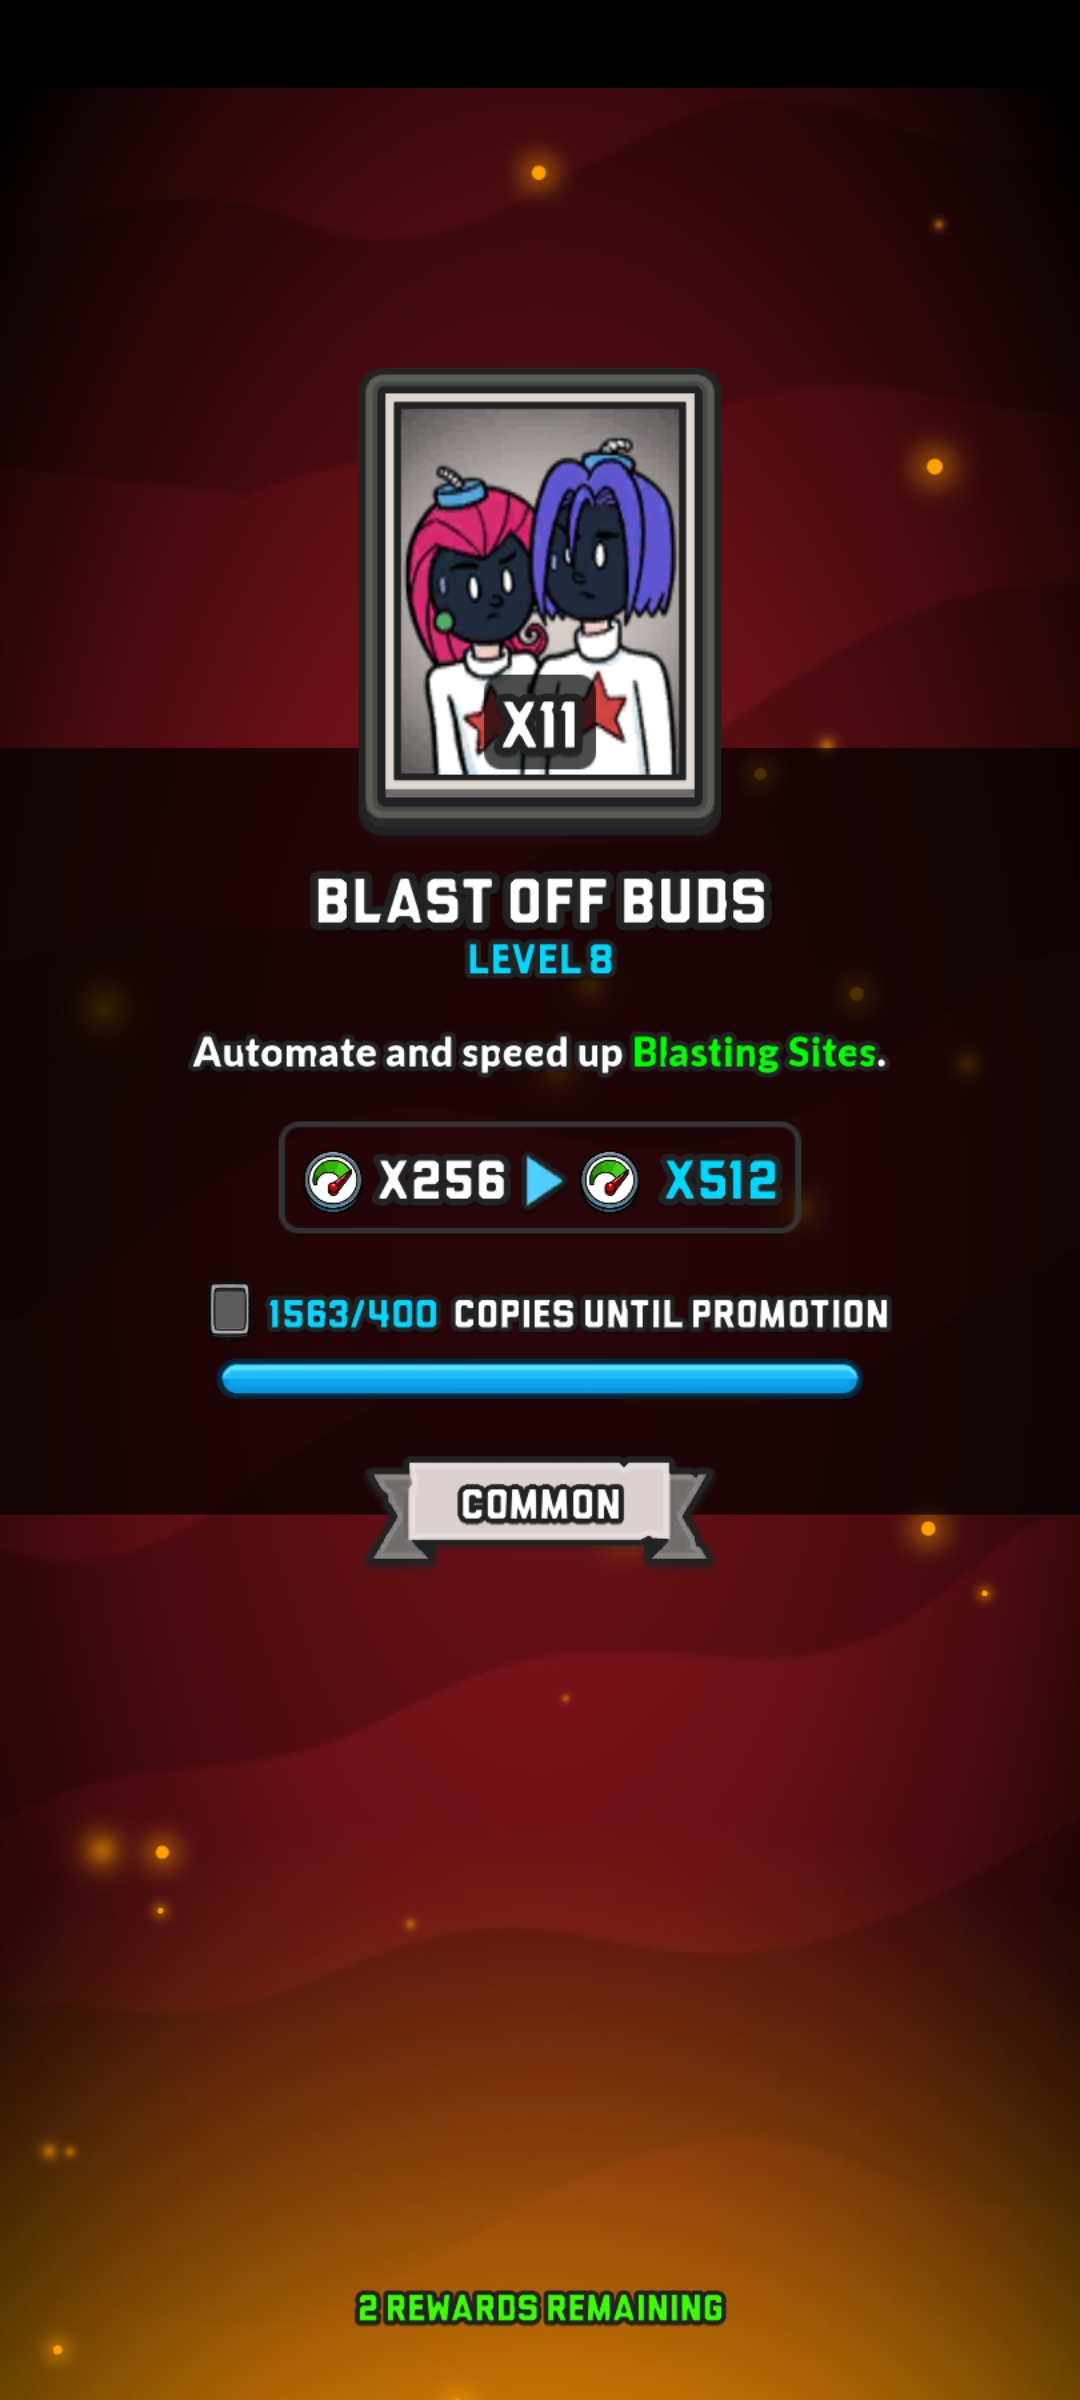 X11
BLAST OFF BUDS
LEVEL 8
Automate and speed up Blasting Sites.
X256 X512
1563/400 COPIES UNTIL PROMOTION
COMMON
2 REWARDS REMAINING